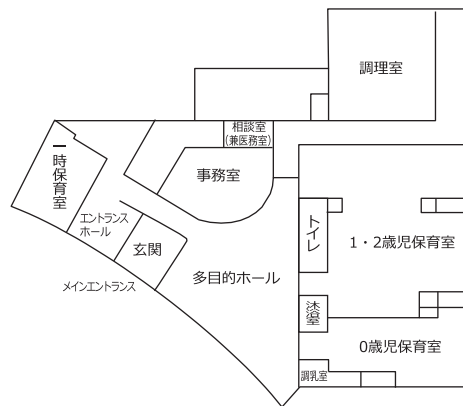 調理室
相談室
(兼医務室)
一時保育室
事務室
エントランス
ホール
玄関
トイレ
1・2歳児保育室
多目的ホール
メインエントランス
沐浴室
0歳児保育室
調乳室